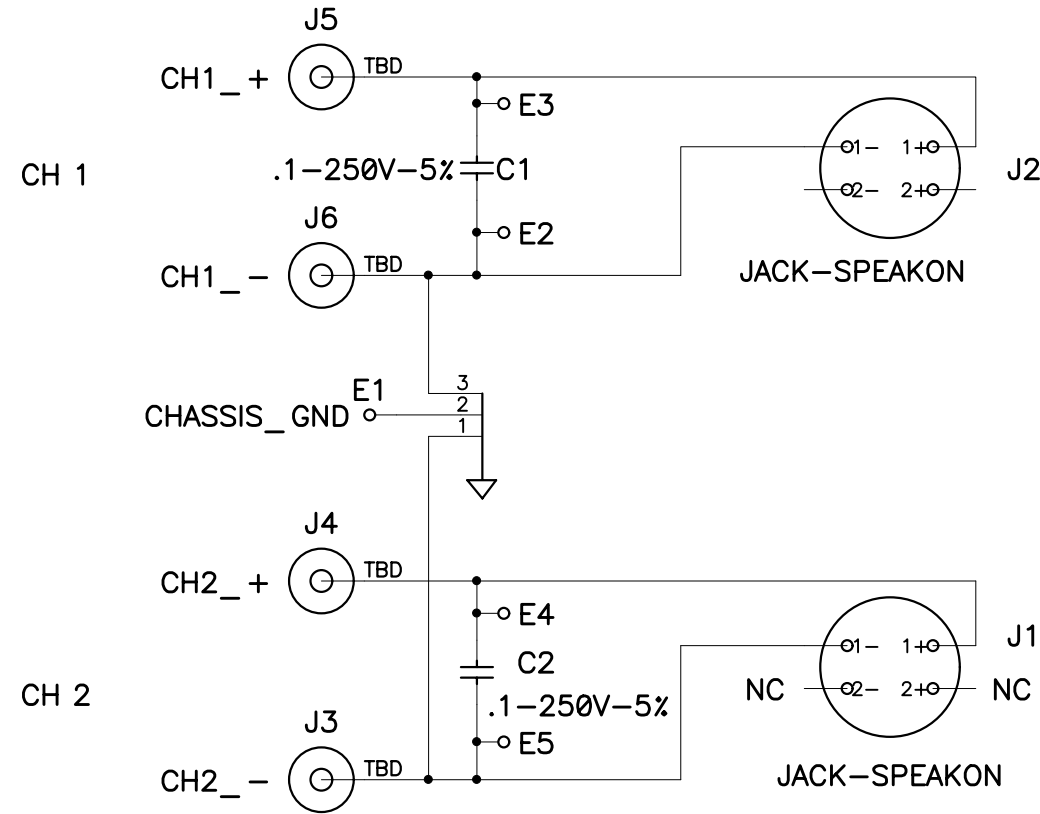 J5
CH1_+ TBD
E3
1- 1+
.1-250V-5% C1
CH 1
J2
2- 2+
J6
E2
CH1_- TBD
JACK-SPEAKON
3
E1
2
CHASSIS_GND
1
J4
CH2_+ TBD
E4
J1
1- 1+
C2
CH 2
NC 2- 2+ NC
.1-250V-5%
J3
E5
CH2_- TBD
JACK-SPEAKON